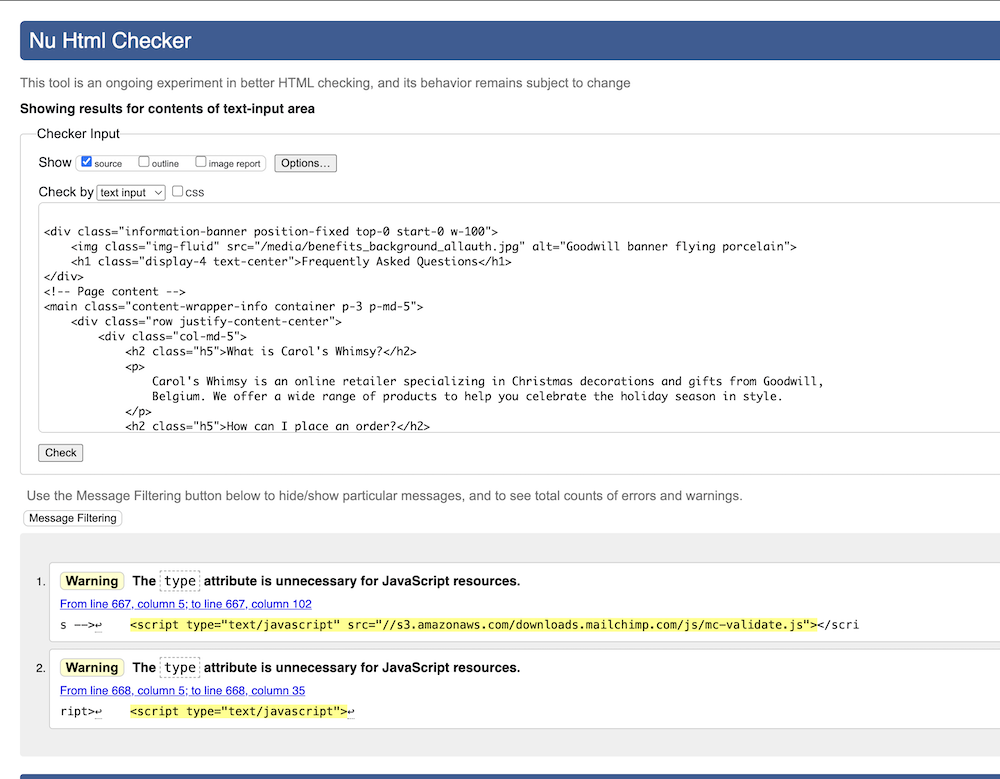 Nu Html Checker
This tool is an ongoing experiment in better HTML checking, and its behavior remains subject to change
Showing results for contents of text-input area
Checker Input
Show source outline image report Options...
Check by text input css
<div class="information-banner position-fixed top-0 start-0 w-100">
<img class="img-fluid" src="/media/benefits_background_allauth.jpg" alt="Goodwill banner flying porcelain">
<h1 class="display-4 text-center">Frequently Asked Questions</h1>
</div>
<!-- Page content -->
<main class="content-wrapper-info container p-3 p-md-5">
<div class="row justify-content-center">
<div class="col-md-5">
<h2 class="h5">What is Carol's Whimsy?</h2>
<p>
Carol's Whimsy is an online retailer specializing in Christmas decorations and gifts from Goodwill,
Belgium. We offer a wide range of products to help you celebrate the holiday season in style.
</p>
<h2 class="h5">How can I place an order?</h2>
Check
Use the Message Filtering button below to hide/show particular messages, and to see total counts of errors and warnings.
Message Filtering
1. Warning The type attribute is unnecessary for JavaScript resources.
From line 667, column 5; to line 667, column 102
s -->↩ <script type="text/javascript" src="//s3.amazonaws.com/downloads.mailchimp.com/js/mc-validate.js"></scri
2. Warning The type attribute is unnecessary for JavaScript resources.
From line 668, column 5; to line 668, column 35
ript>↩ <script type="text/javascript">↩